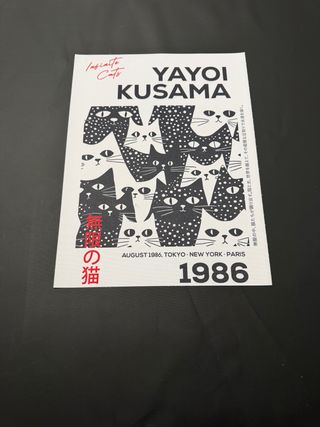 Infinite
Cats
YAYOI
KUSAMA
無限の猫
AUGUST 1986, TOKYO · NEW YORK · PARIS
1986